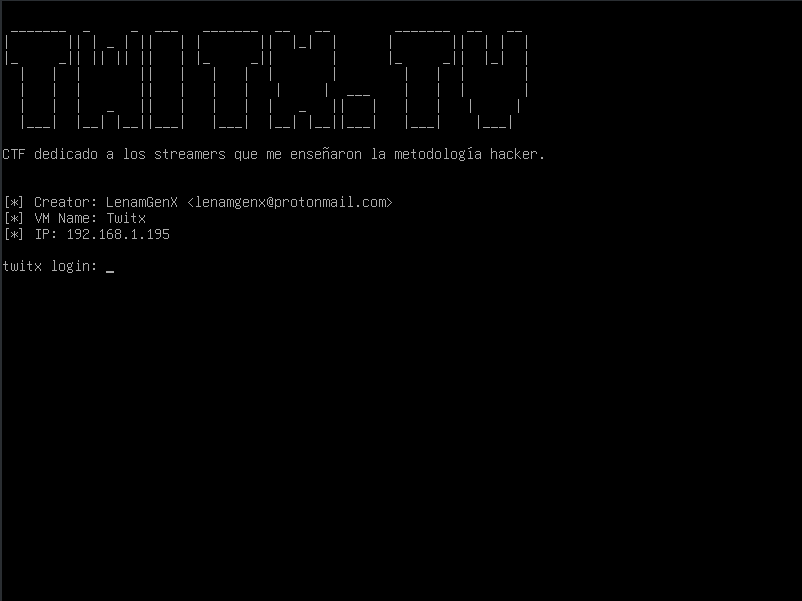 TWITX.TV
CTF dedicado a los streamers que me enseñaron la metodología hacker.
[*] Creator: LenamGenX <lenamgenx@protonmail.com>
[*] VM Name: Twitx
[*] IP: 192.168.1.195
twitx login: _